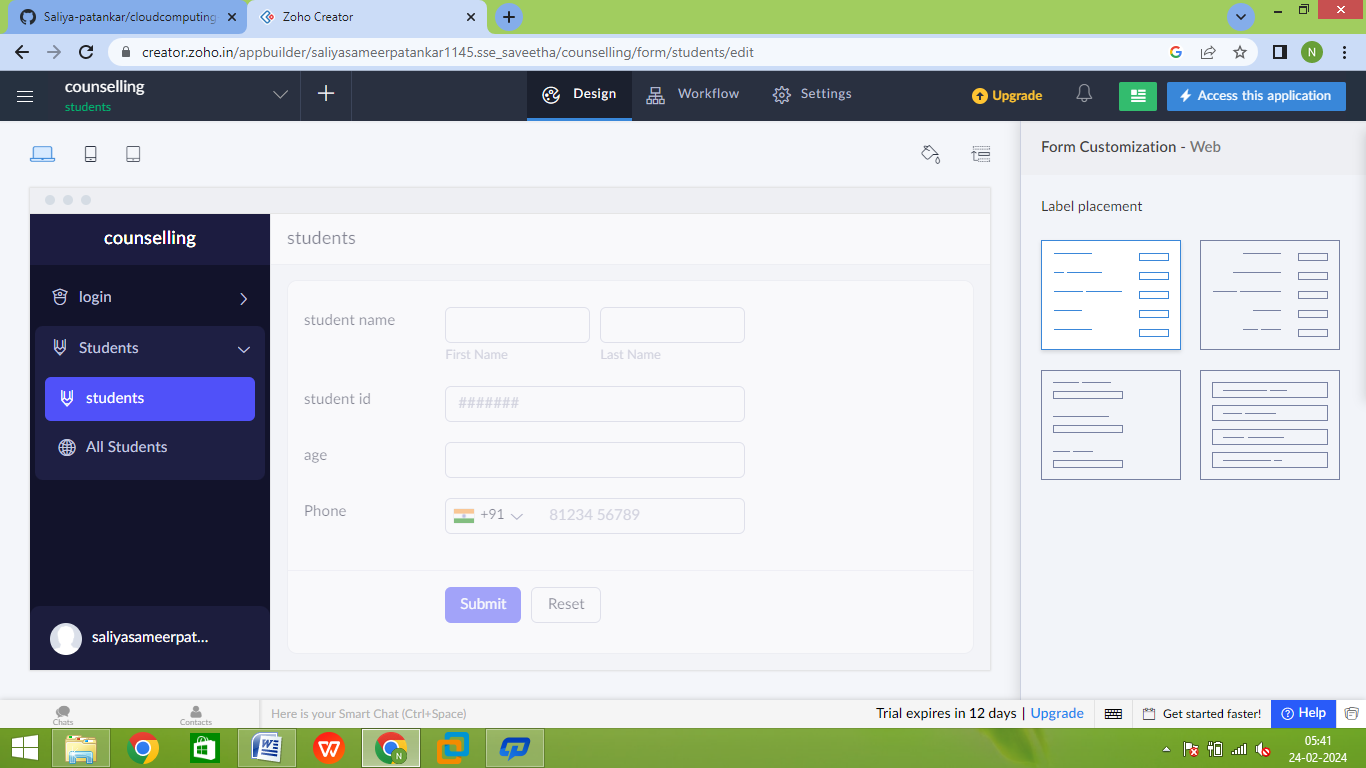 Saliya-patankar/cloudcomputing
Zoho Creator
creator.zoho.in/appbuilder/saliyasameerpatankar1145.sse_saveetha/counselling/form/students/edit
N
counselling
students
Design
Workflow
Settings
Upgrade
Access this application
Form Customization - Web
Label placement
counselling
students
login
Students
students
All Students
saliyasameerpat...
student name
First Name
Last Name
student id
#######
age
Phone
+91
81234 56789
Submit
Reset
Chats
Contacts
Here is your Smart Chat (Ctrl+Space)
Trial expires in 12 days | Upgrade
Get started faster!
Help
N
05:41
24-02-2024